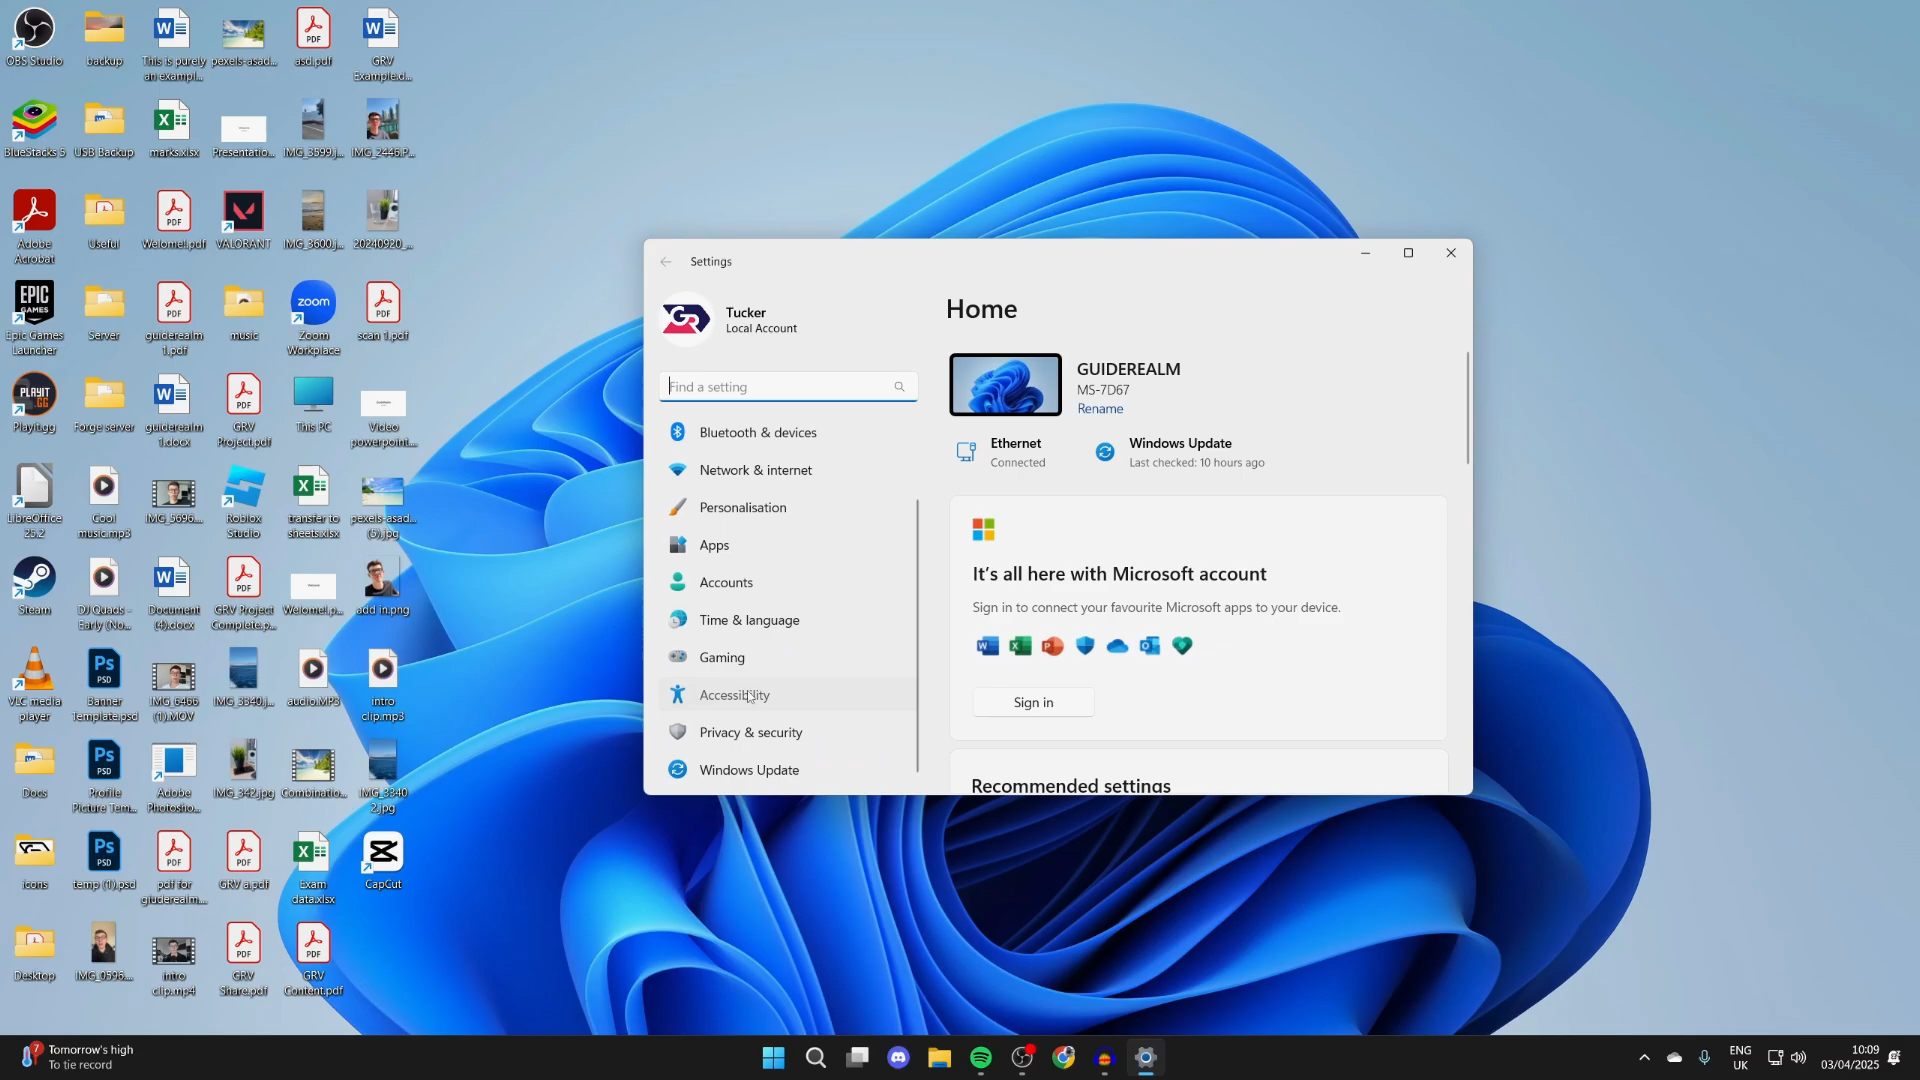 OBS Studio
backup
This is purely
an exampl...
pexels-asad...
asd.pdf
GRV
Example.d...
BlueStacks 5
USB Backup
marks.xlsx
Presentatio...
IMG_3599.j...
IMG_2446.P...
Adobe
Acrobat
Useful
Welome!.pdf
VALORANT
IMG_3600.j...
20240920_...
Epic Games
Launcher
Server
guiderealm
1.pdf
music
Zoom
Workplace
scan 1.pdf
Playit.gg
Forge server
guiderealm
1.docx
GRV
Project.pdf
This PC
Video
powerpoint...
LibreOffice
25.2
Cool
music.mp3
IMG_5696...
Roblox
Studio
transfer to
sheets.xlsx
pexels-asad...
(5).jpg
Steam
DJ Quads -
Early (No...
Document
(4).docx
GRV Project
Complete.p...
Welome!.p...
add in.png
VLC media
player
Banner
Template.psd
IMG_6466
(1).MOV
IMG_3340.j...
audio.MP3
intro
clip.mp3
Docs
Profile
Picture Tem...
Adobe
Photosho...
IMG_342.jpg
Combinatio...
IMG_3340
2.jpg
icons
temp (1).psd
pdf for
giuderealm...
GRV a.pdf
Exam
data.xlsx
CapCut
Desktop
IMG_0596...
intro
clip.mp4
GRV
Share.pdf
GRV
Content.pdf
Settings
Tucker
Local Account
Find a setting
Bluetooth & devices
Network & internet
Personalisation
Apps
Accounts
Time & language
Gaming
Accessibility
Privacy & security
Windows Update
Home
GUIDEREALM
MS-7D67
Rename
Ethernet
Connected
Windows Update
Last checked: 10 hours ago
It's all here with Microsoft account
Sign in to connect your favourite Microsoft apps to your device.
Sign in
Recommended settings
7
Tomorrow's high
To tie record
ENG
UK
10:09
03/04/2025